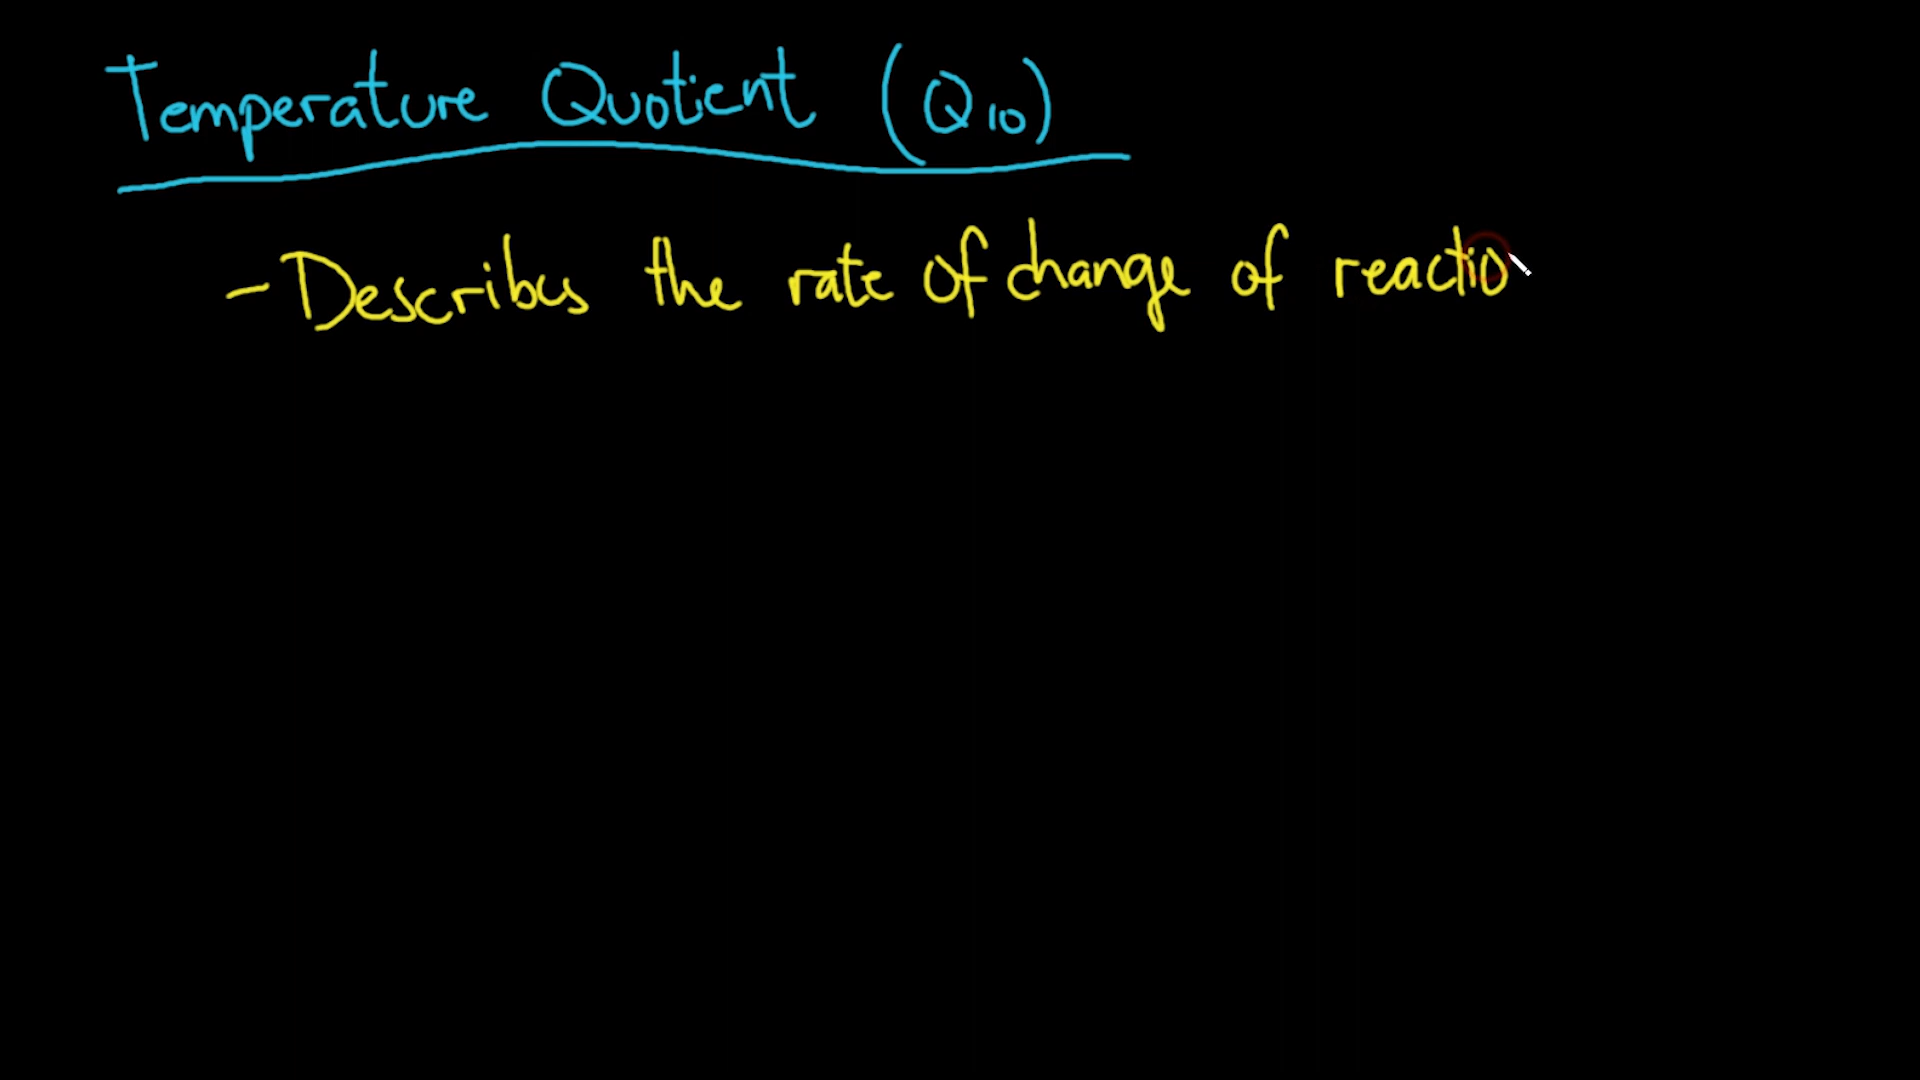 Temperature Quotient (Q10)
- Describes the rate of change of reactio